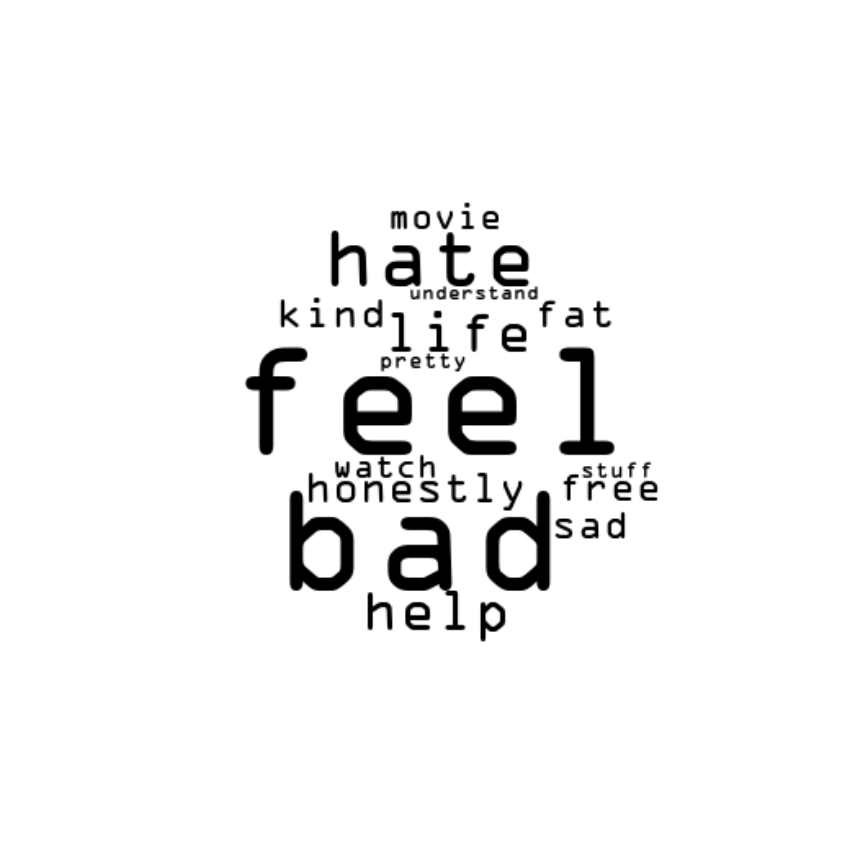 movie
hate
understand
kind life fat
pretty
feel
watch stuff
honestly free
bad sad
help